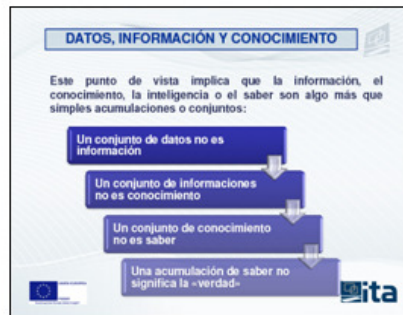 DATOS, INFORMACIÓN Y CONOCIMIENTO
Este punto de vista implica que la información, el
conocimiento, la inteligencia o el saber son algo más que
simples acumulaciones o conjuntos:
Un conjunto de datos no es
información
Un conjunto de informaciones
no es conocimiento
Un conjunto de conocimiento
no es saber
Una acumulación de saber no
significa la «verdad»
ita